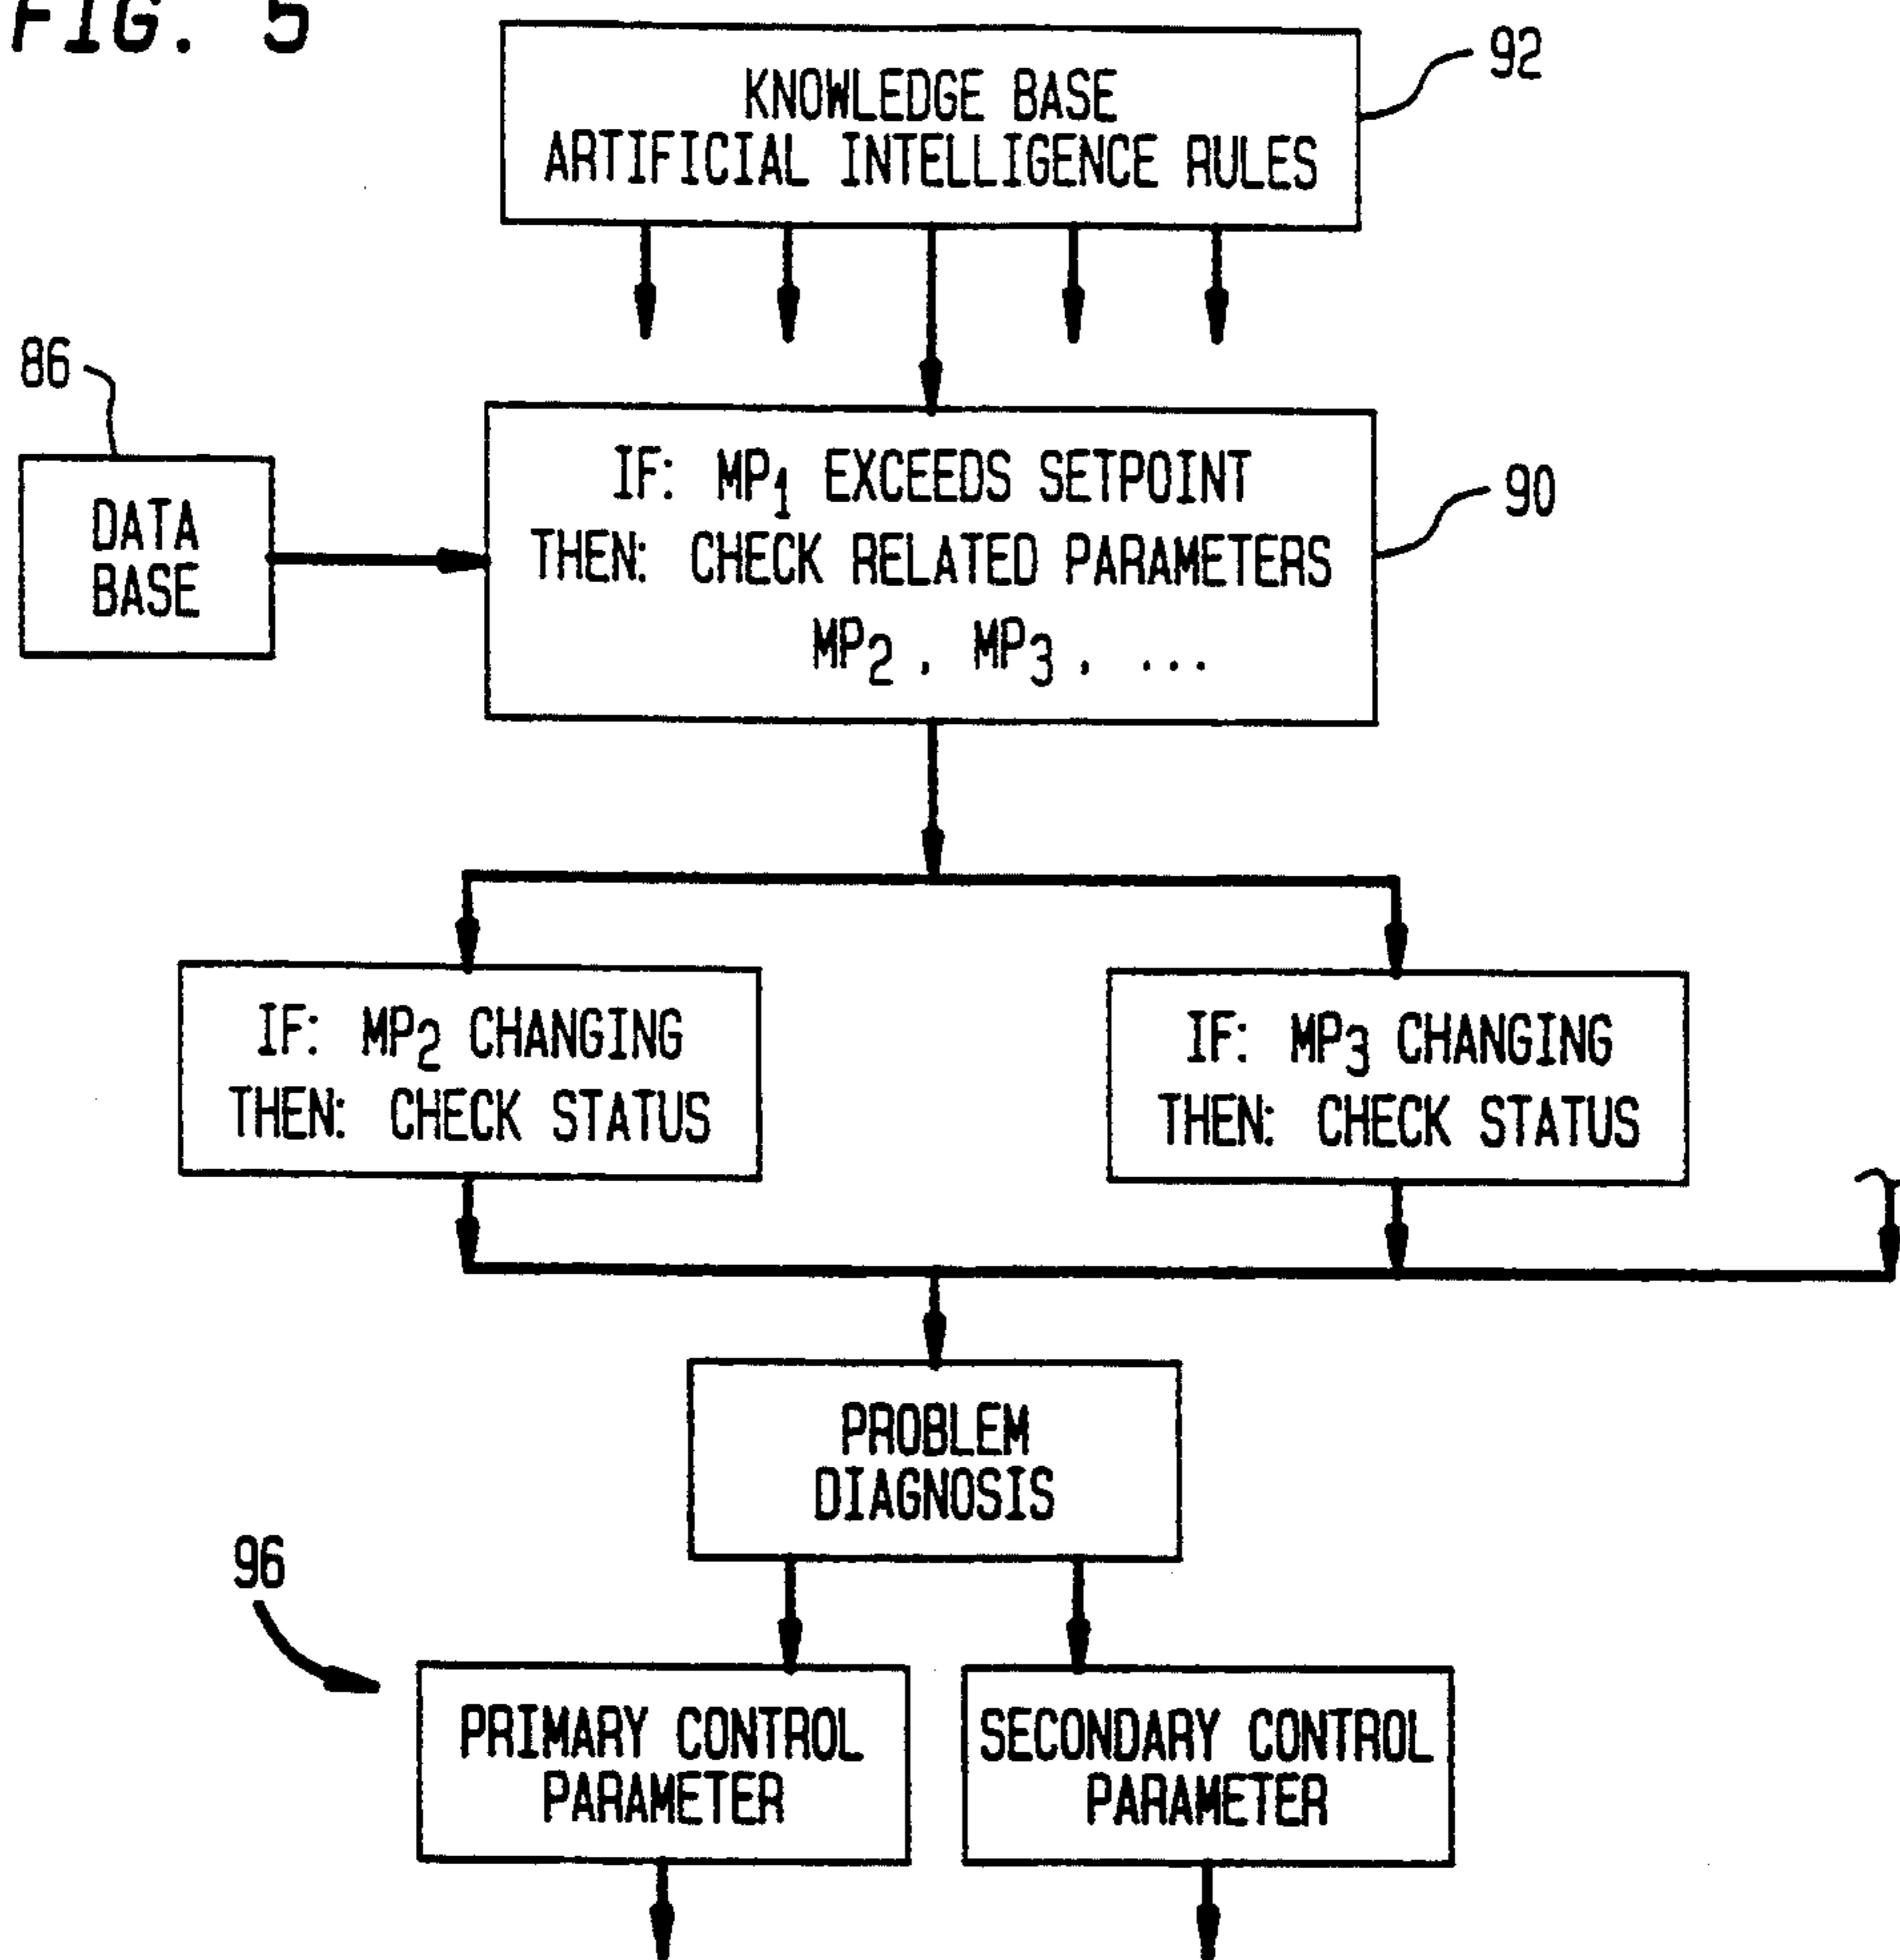 FIG. 5
KNOWLEDGE BASE
ARTIFICIAL INTELLIGENCE RULES
92
86
DATA
BASE
IF: MP1 EXCEEDS SETPOINT
THEN: CHECK RELATED PARAMETERS
MP2 , MP3 , ...
90
IF: MP2 CHANGING
THEN: CHECK STATUS
IF: MP3 CHANGING
THEN: CHECK STATUS
PROBLEM
DIAGNOSIS
96
PRIMARY CONTROL
PARAMETER
SECONDARY CONTROL
PARAMETER